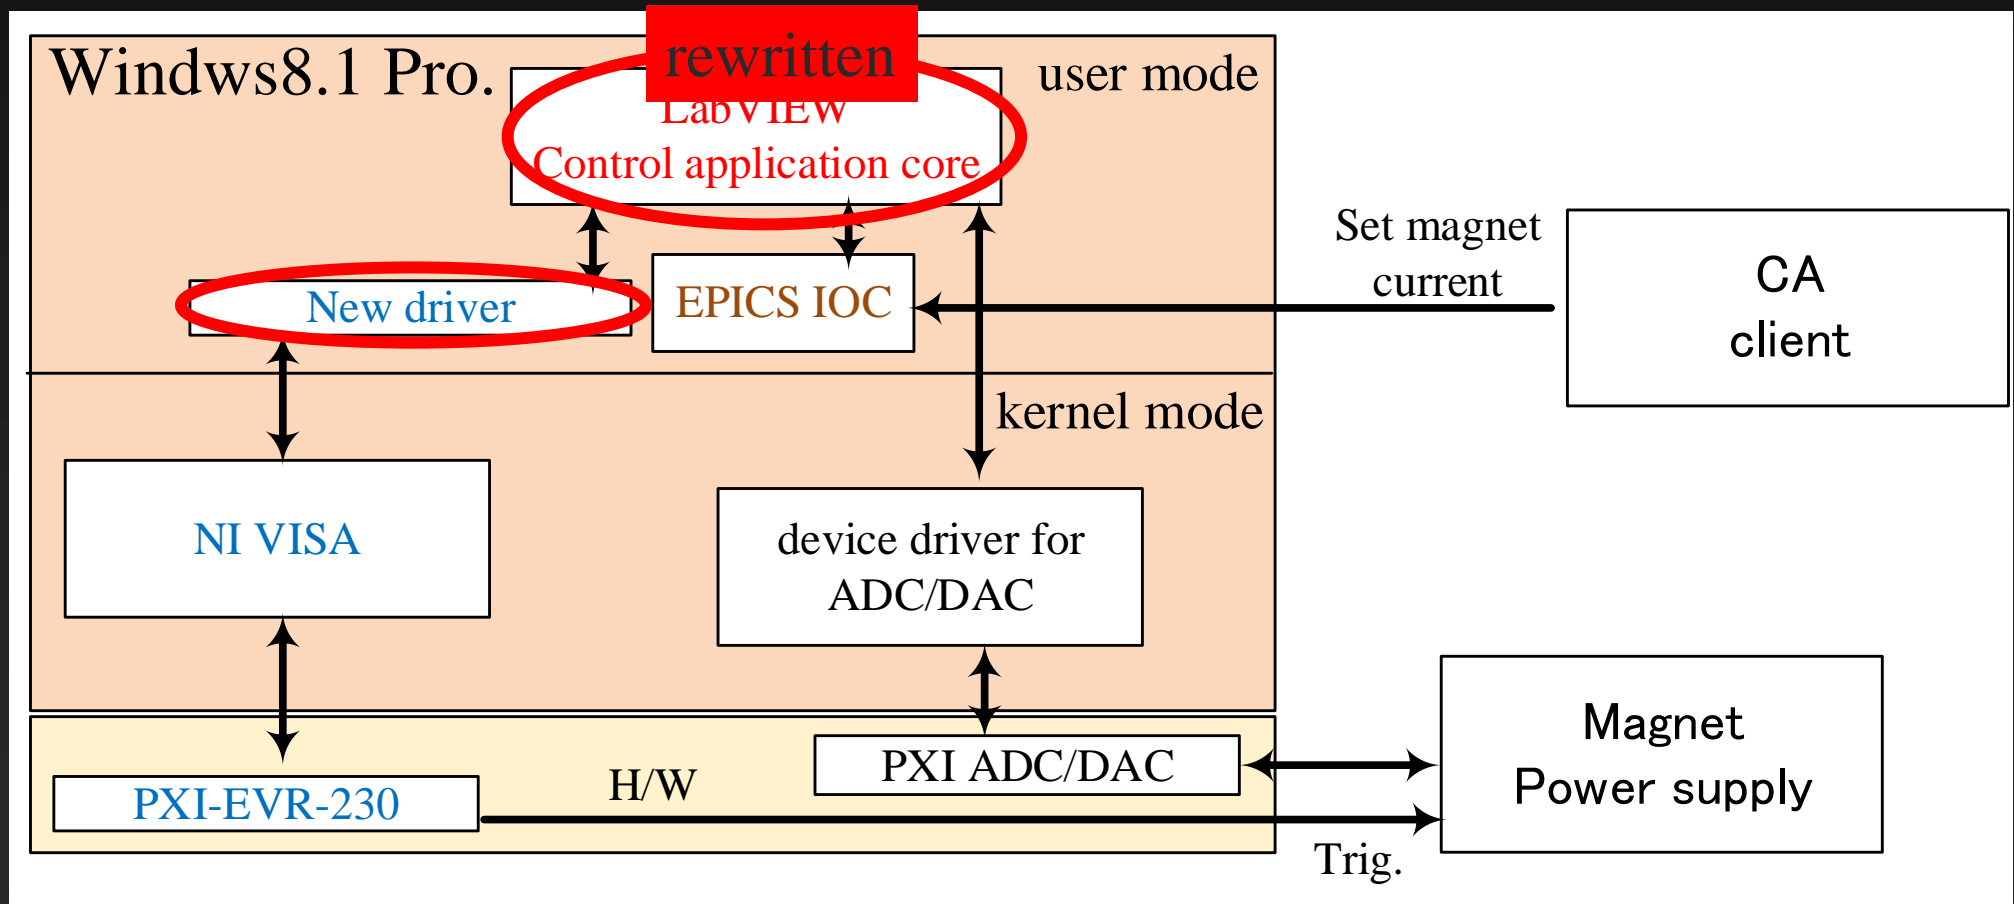 Windws8.1 Pro.
rewritten
user mode
LabVIEW
Control application core
Set magnet
current
CA
client
New driver
EPICS IOC
kernel mode
NI VISA
device driver for
ADC/DAC
Magnet
Power supply
PXI ADC/DAC
H/W
PXI-EVR-230
Trig.